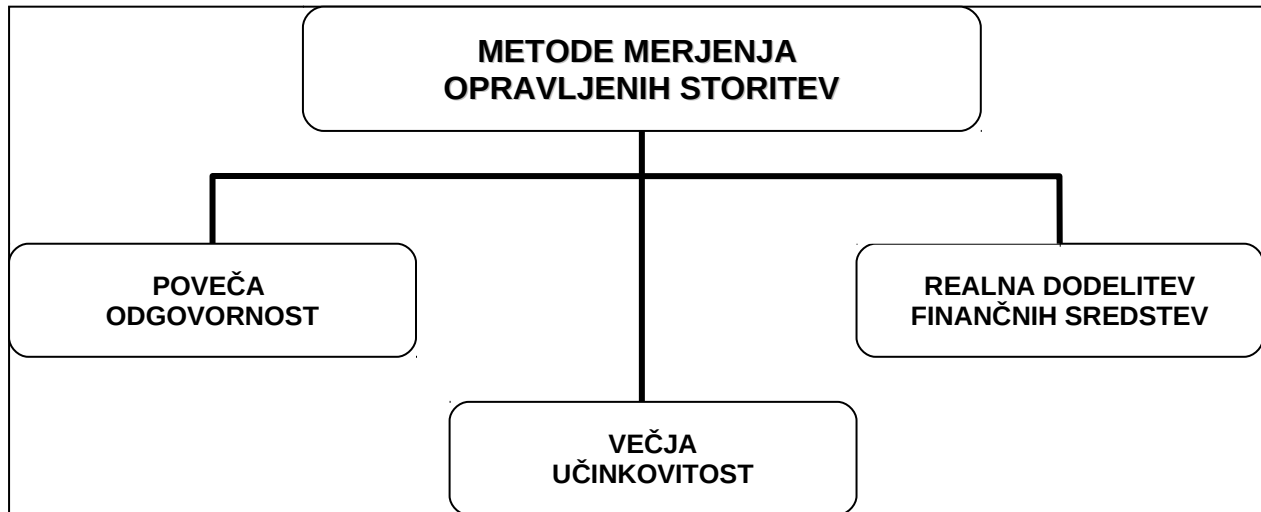 METODE MERJENJA
OPRAVLJENIH STORITEV
POVEČA
ODGOVORNOST
REALNA DODELITEV
FINANČNIH SREDSTEV
VEČJA
UČINKOVITOST